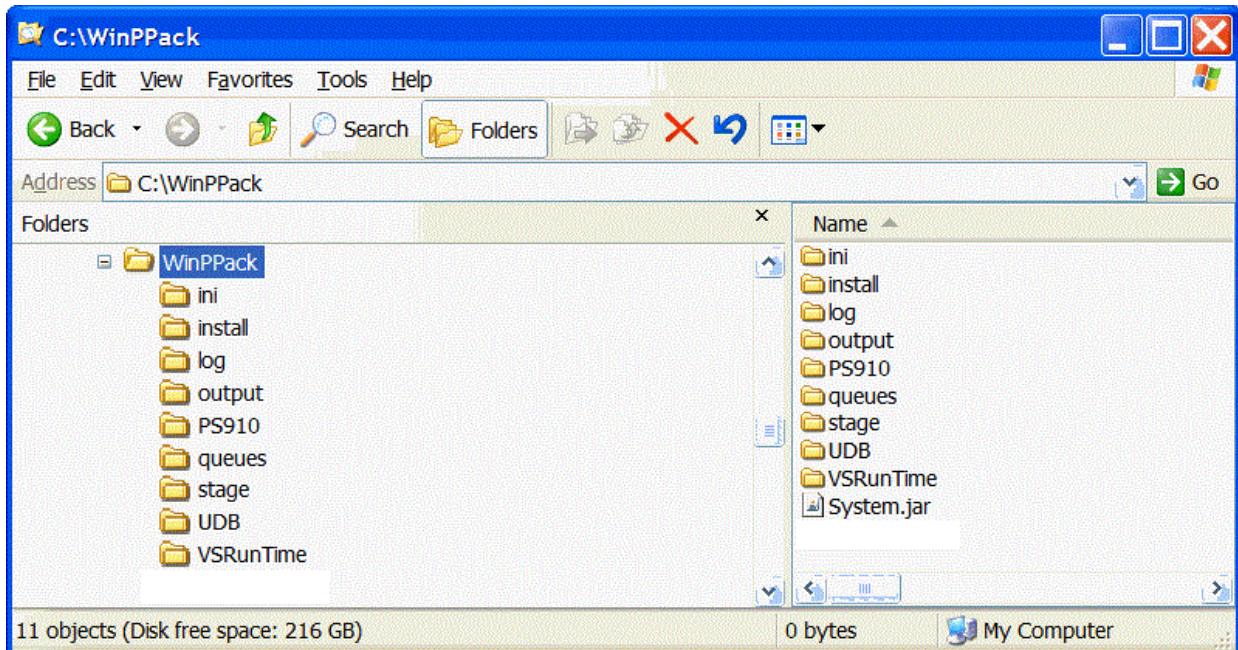 C:\WinPPack
File Edit View Favorites Tools Help
Back Search Folders
Address C:\WinPPack Go
Folders
WinPPack
ini
install
log
output
PS910
queues
stage
UDB
VSRunTime
Name
ini
install
log
output
PS910
queues
stage
UDB
VSRunTime
System.jar
11 objects (Disk free space: 216 GB) 0 bytes My Computer